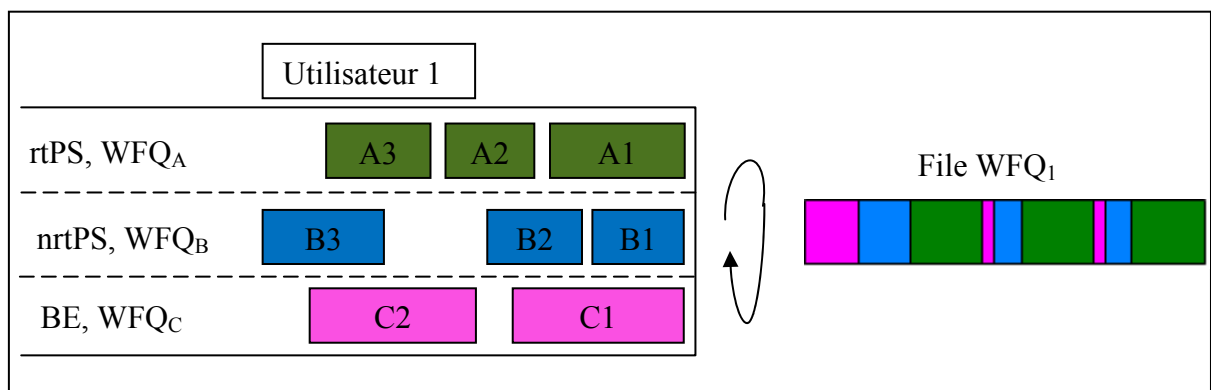 Utilisateur 1
rtPS, WFQA
A3 A2 A1
nrtPS, WFQB
B3 B2 B1
BE, WFQC
C2 C1
File WFQ1